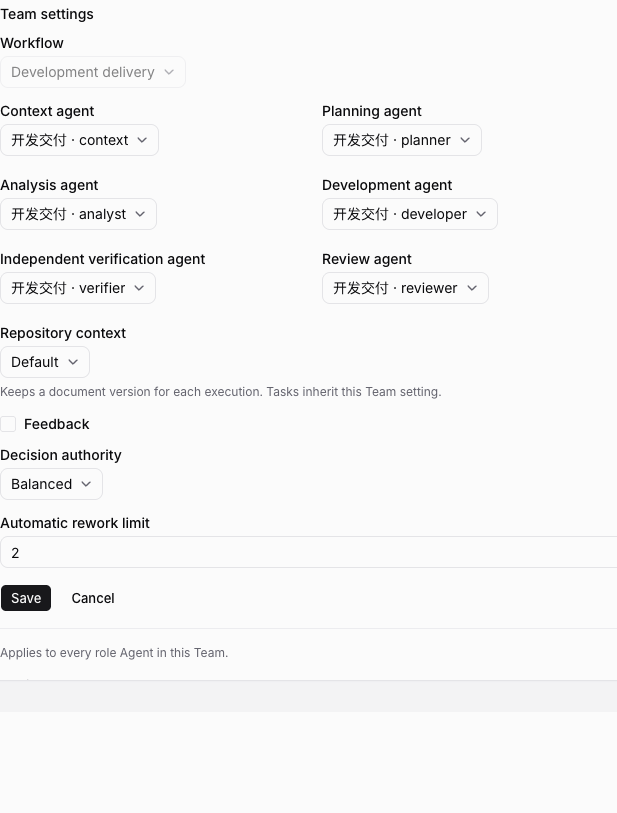 Team settings
Workflow
Development delivery
Context agent
Planning agent
开发交付 · context
开发交付 · planner
Analysis agent
Development agent
开发交付 · analyst
开发交付 · developer
Independent verification agent
Review agent
开发交付 · verifier
开发交付 · reviewer
Repository context
Default
Keeps a document version for each execution. Tasks inherit this Team setting.
Feedback
Decision authority
Balanced
Automatic rework limit
2
Save
Cancel
Applies to every role Agent in this Team.